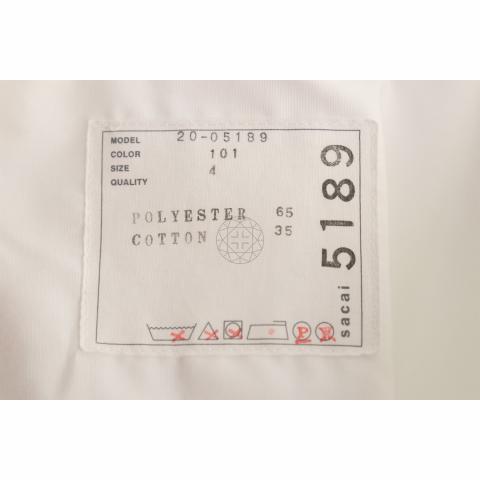 MODEL 20-05189
COLOR 101
SIZE 4
QUALITY
POLYESTER 65
COTTON 35
P
sacai 5189